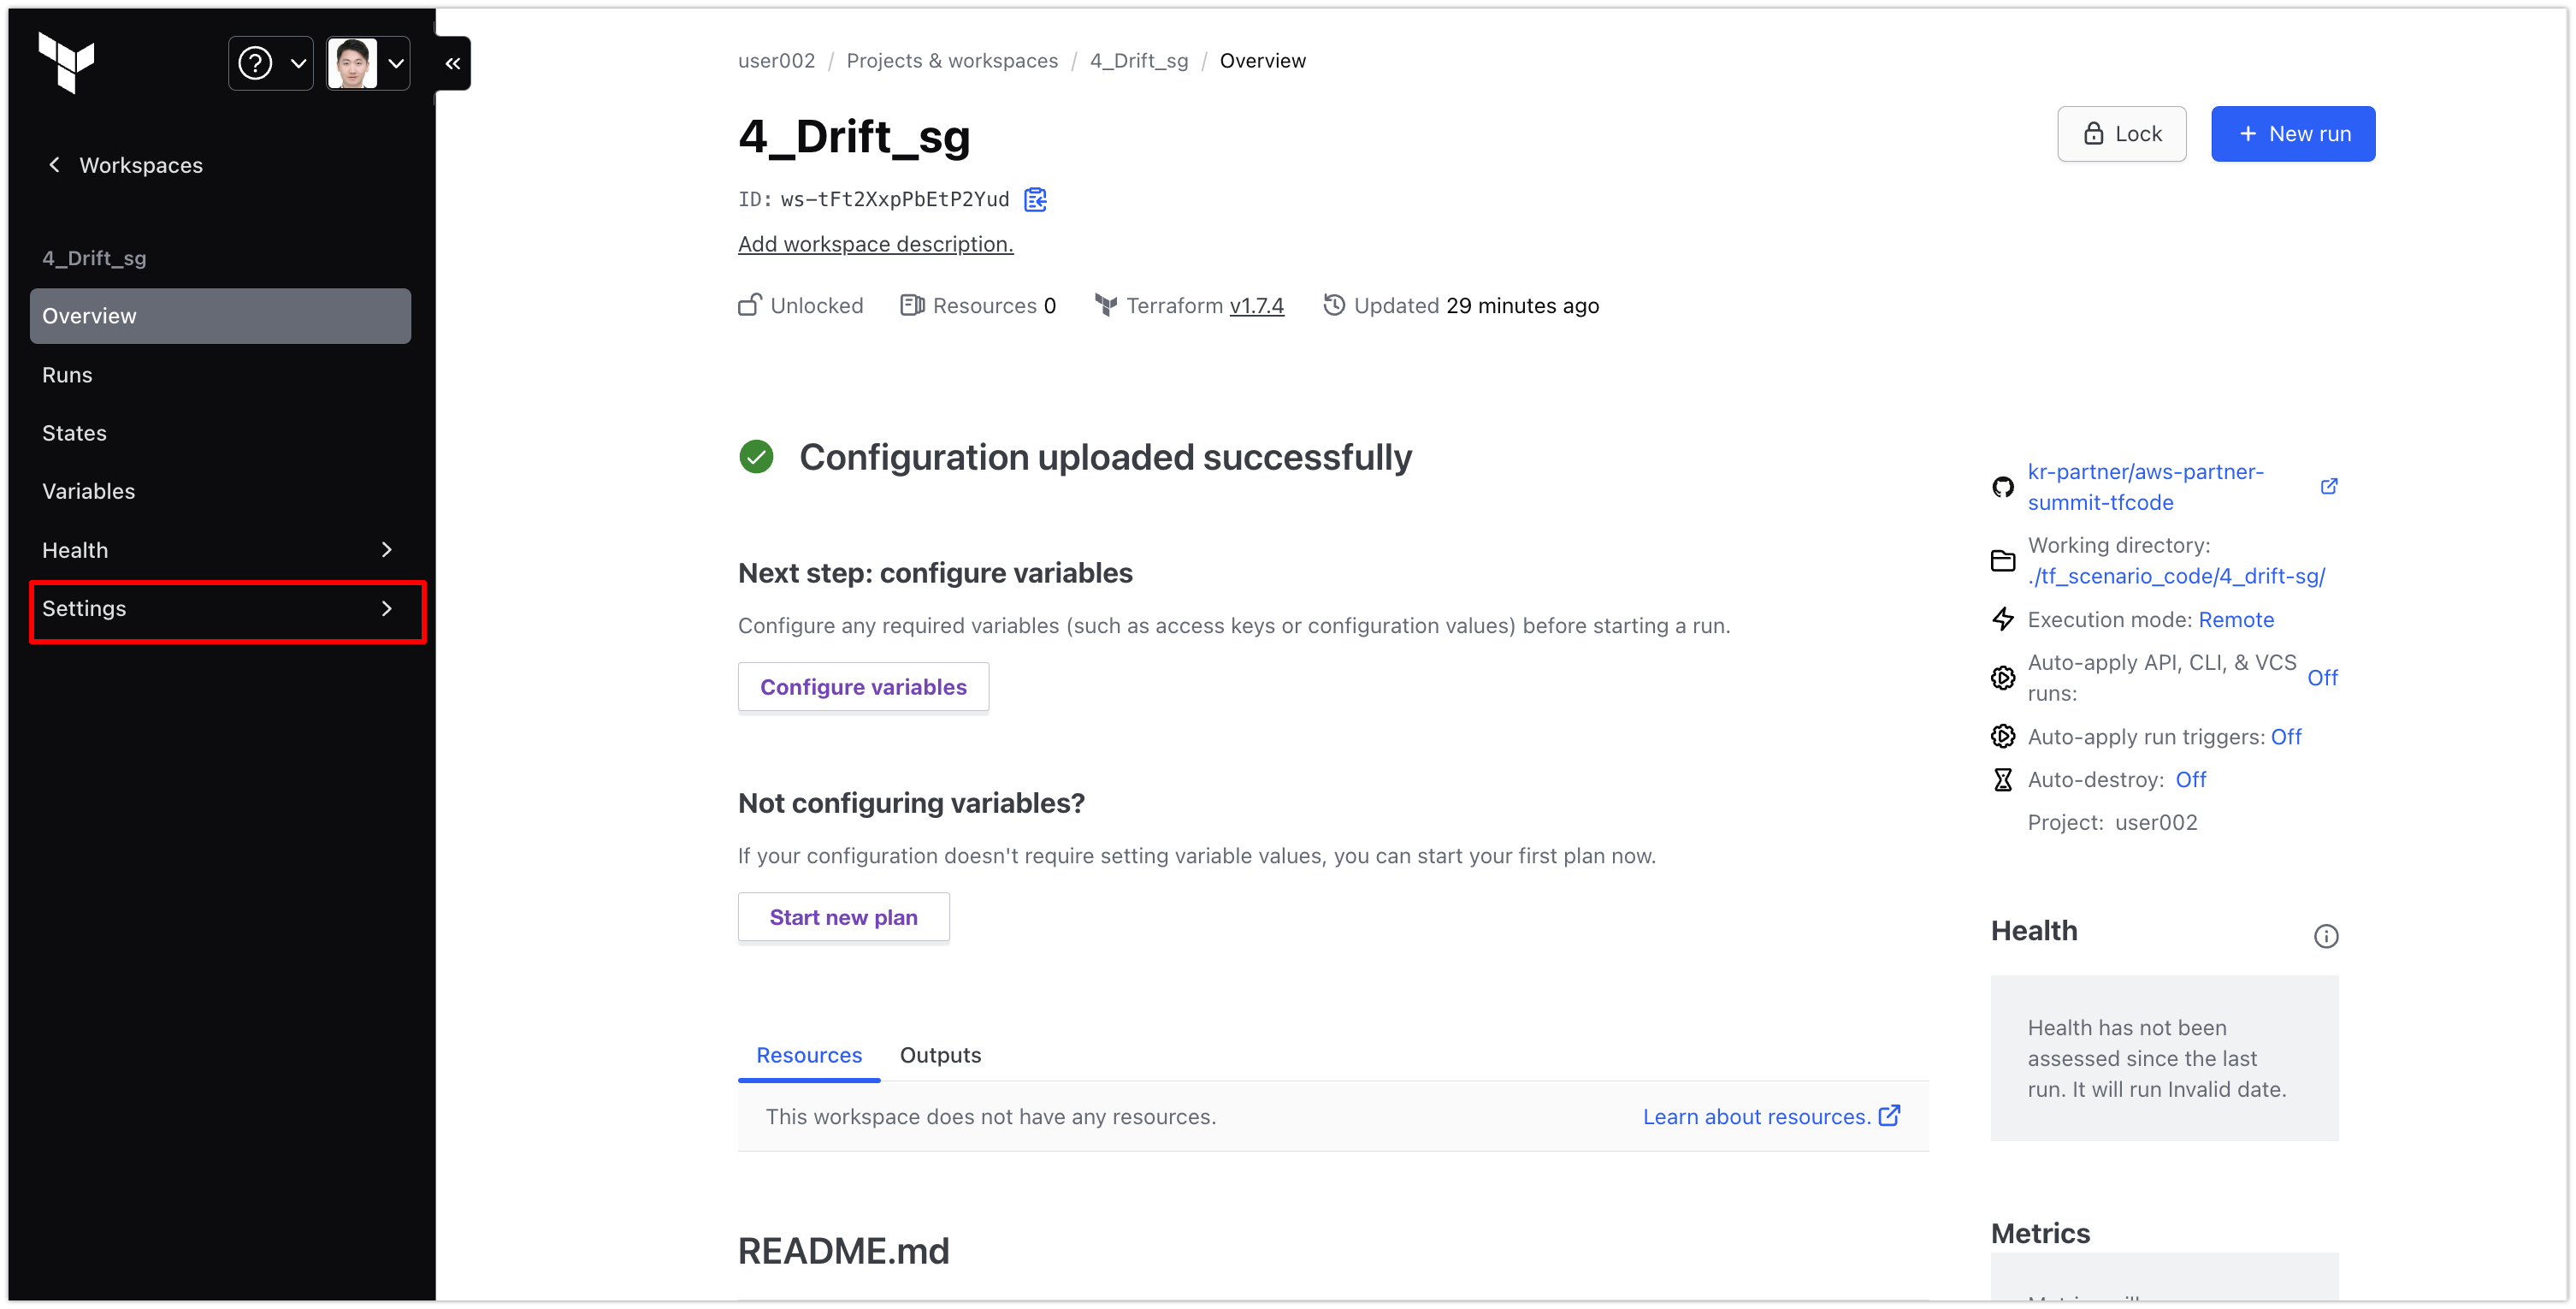 Workspaces
4_Drift_sg
Overview
Runs
States
Variables
Health
Settings
user002 / Projects & workspaces / 4_Drift_sg / Overview
4_Drift_sg
Lock
+ New run
ID: ws-tFt2XxpPbEtP2Yud
Add workspace description.
Unlocked Resources 0 Terraform v1.7.4 Updated 29 minutes ago
Configuration uploaded successfully
Next step: configure variables
Configure any required variables (such as access keys or configuration values) before starting a run.
Configure variables
Not configuring variables?
If your configuration doesn't require setting variable values, you can start your first plan now.
Start new plan
Resources Outputs
This workspace does not have any resources. Learn about resources.
README.md
kr-partner/aws-partner-
summit-tfcode
Working directory:
./tf_scenario_code/4_drift-sg/
Execution mode: Remote
Auto-apply API, CLI, & VCS
runs: Off
Auto-apply run triggers: Off
Auto-destroy: Off
Project: user002
Health
Health has not been
assessed since the last
run. It will run Invalid date.
Metrics